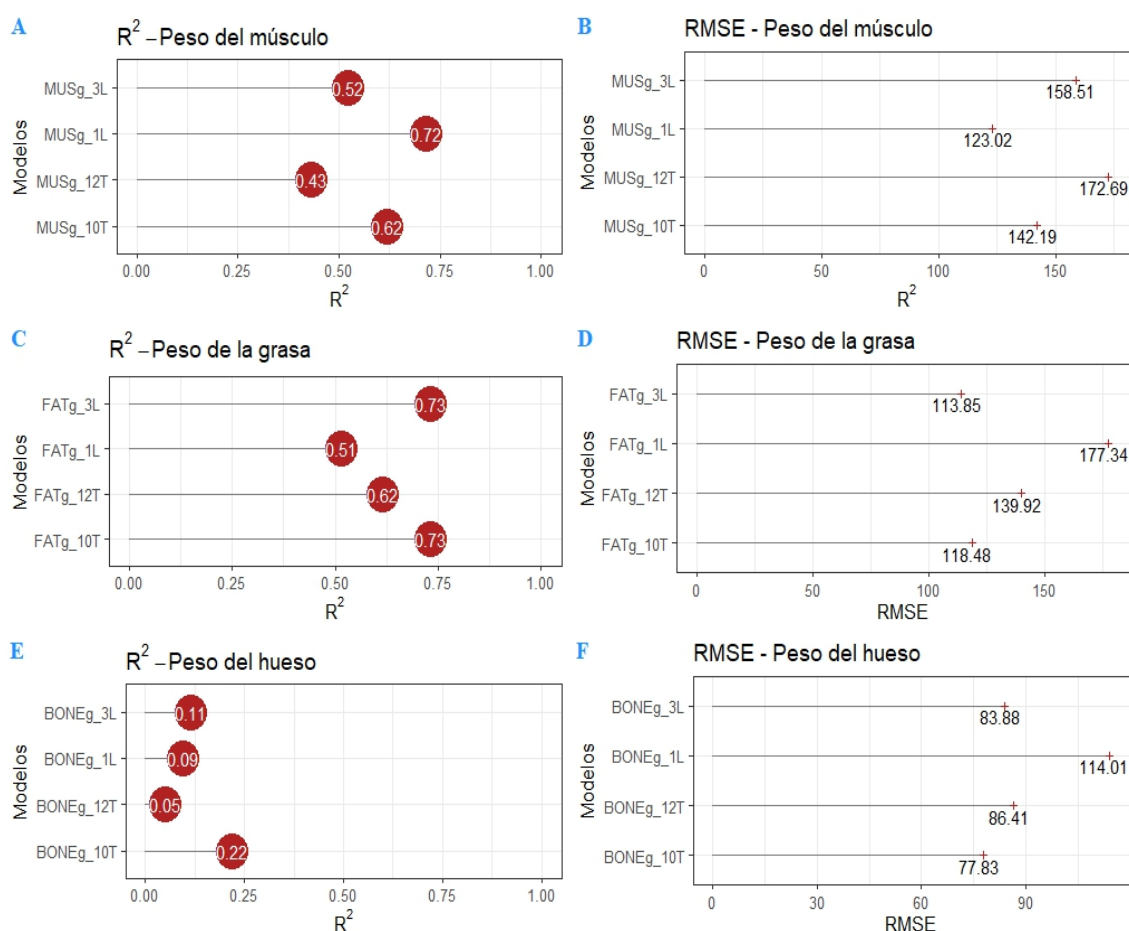 A
R² – Peso del músculo
Modelos
MUSg_3L
0.52
MUSg_1L
0.72
MUSg_12T
0.43
MUSg_10T
0.62
0.00 0.25 0.50 0.75 1.00
R²
B
RMSE - Peso del músculo
Modelos
MUSg_3L
158.51
MUSg_1L
123.02
MUSg_12T
172.69
MUSg_10T
142.19
0 50 100 150
R²
C
R² – Peso de la grasa
Modelos
FATg_3L
0.73
FATg_1L
0.51
FATg_12T
0.62
FATg_10T
0.73
0.00 0.25 0.50 0.75 1.00
R²
D
RMSE - Peso de la grasa
Modelos
FATg_3L
113.85
FATg_1L
177.34
FATg_12T
139.92
FATg_10T
118.48
0 50 100 150
RMSE
E
R² – Peso del hueso
Modelos
BONEg_3L
0.11
BONEg_1L
0.09
BONEg_12T
0.05
BONEg_10T
0.22
0.00 0.25 0.50 0.75 1.00
R²
F
RMSE - Peso del hueso
Modelos
BONEg_3L
83.88
BONEg_1L
114.01
BONEg_12T
86.41
BONEg_10T
77.83
0 30 60 90
RMSE